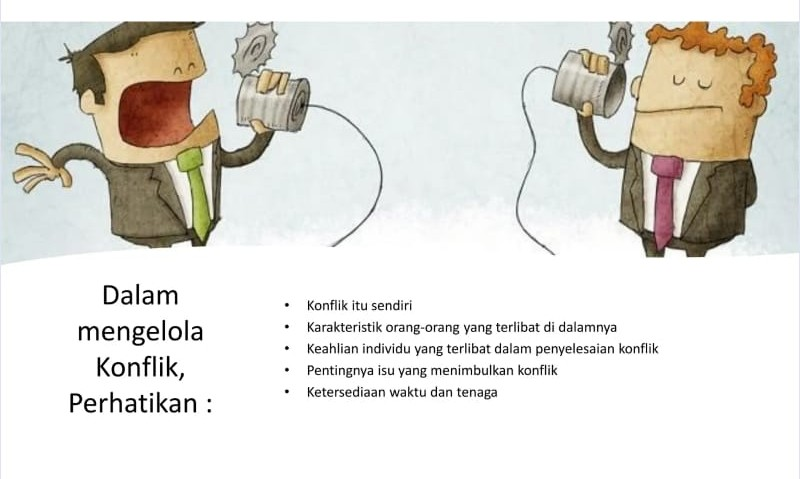 Dalam
mengelola
Konflik,
Perhatikan :
• Konflik itu sendiri
• Karakteristik orang-orang yang terlibat di dalamnya
• Keahlian individu yang terlibat dalam penyelesaian konflik
• Pentingnya isu yang menimbulkan konflik
• Ketersediaan waktu dan tenaga